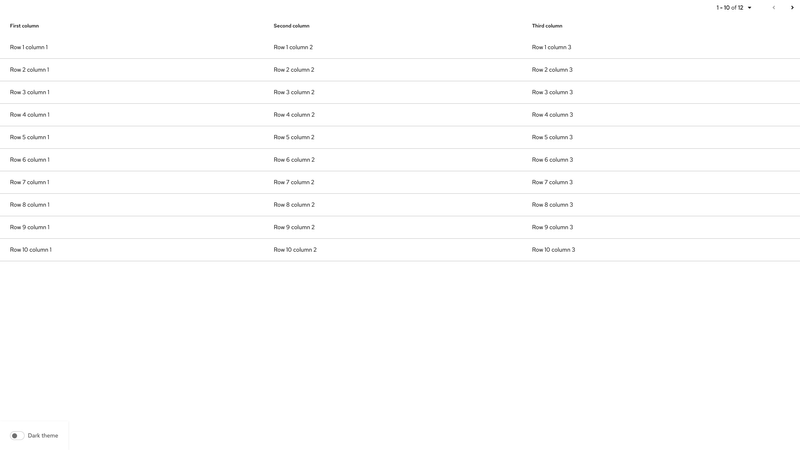 1 - 10 of 12
First column Second column Third column
Row 1 column 1 Row 1 column 2 Row 1 column 3
Row 2 column 1 Row 2 column 2 Row 2 column 3
Row 3 column 1 Row 3 column 2 Row 3 column 3
Row 4 column 1 Row 4 column 2 Row 4 column 3
Row 5 column 1 Row 5 column 2 Row 5 column 3
Row 6 column 1 Row 6 column 2 Row 6 column 3
Row 7 column 1 Row 7 column 2 Row 7 column 3
Row 8 column 1 Row 8 column 2 Row 8 column 3
Row 9 column 1 Row 9 column 2 Row 9 column 3
Row 10 column 1 Row 10 column 2 Row 10 column 3
Dark theme